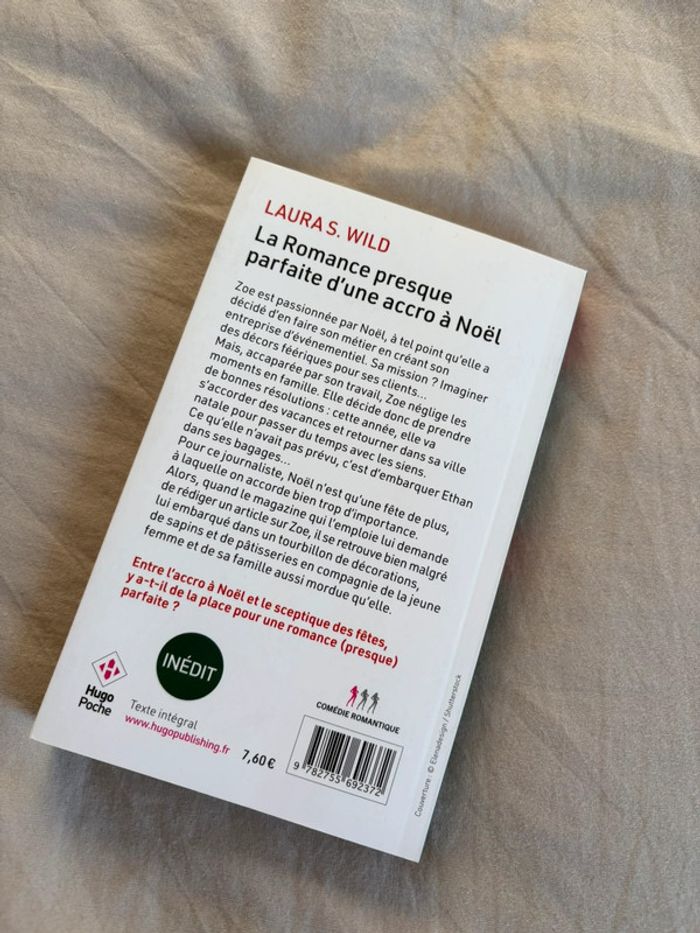 LAURA S. WILD
La Romance presque
parfaite d'une accro à Noël
Zoe est passionnée par Noël, à tel point qu'elle a
décidé d'en faire son métier en créant son
entreprise d'événementiel. Sa mission ? Imaginer
des décors féériques pour ses clients...
Mais, accaparée par son travail, Zoe néglige les
moments en famille. Elle décide donc de prendre
de bonnes résolutions : cette année, elle va
s'accorder des vacances et retourner dans sa ville
natale pour passer du temps avec les siens.
Ce qu'elle n'avait pas prévu, c'est d'embarquer Ethan
dans ses bagages...
Pour ce journaliste, Noël n'est qu'une fête de plus,
à laquelle on accorde bien trop d'importance.
Alors, quand le magazine qui l'emploie lui demande
de rédiger un article sur Zoe, il se retrouve bien malgré
lui embarqué dans un tourbillon de décorations,
de sapins et de pâtisseries en compagnie de la jeune
femme et de sa famille aussi mordue qu'elle.
Entre l'accro à Noël et le sceptique des fêtes,
y a-t-il de la place pour une romance (presque)
parfaite ?
INÉDIT
Hugo
Poche
Texte intégral
www.hugopublishing.fr
7,60 €
COMÉDIE ROMANTIQUE
9 782755 692372
Couverture : © Elenadesign / Shutterstock